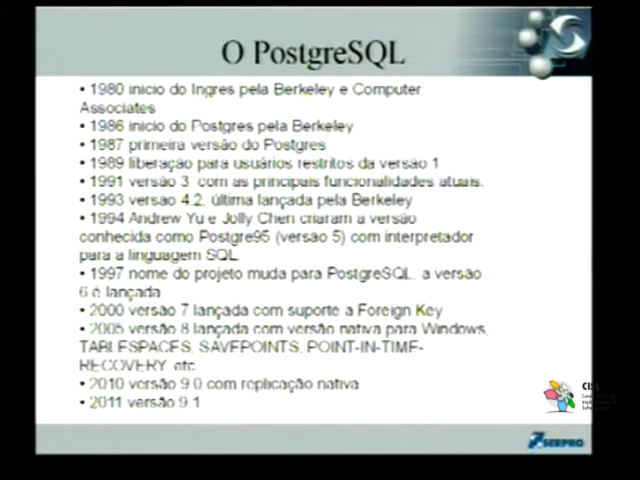 O PostgreSQL
• 1980 inicio do Ingres pela Berkeley e Computer
Associates
• 1986 inicio do Postgres pela Berkeley
• 1987 primeira versão do Postgres
• 1989 liberação para usuários restritos da versão 1
• 1991 versão 3 com as principais funcionalidades atuais.
• 1993 versão 4.2, última lançada pela Berkeley
• 1994 Andrew Yu e Jolly Chen criaram a versão
conhecida como Postgre95 (versão 5) com interpretador
para a linguagem SQL
• 1997 nome do projeto muda para PostgreSQL, a versão
6 é lançada
• 2000 versão 7 lançada com suporte a Foreign Key
• 2005 versão 8 lançada com versão nativa para Windows,
TABLESPACES, SAVEPOINTS, POINT-IN-TIME-
RECOVERY etc
• 2010 versão 9.0 com replicação nativa
• 2011 versão 9.1
CISL
SERPRO